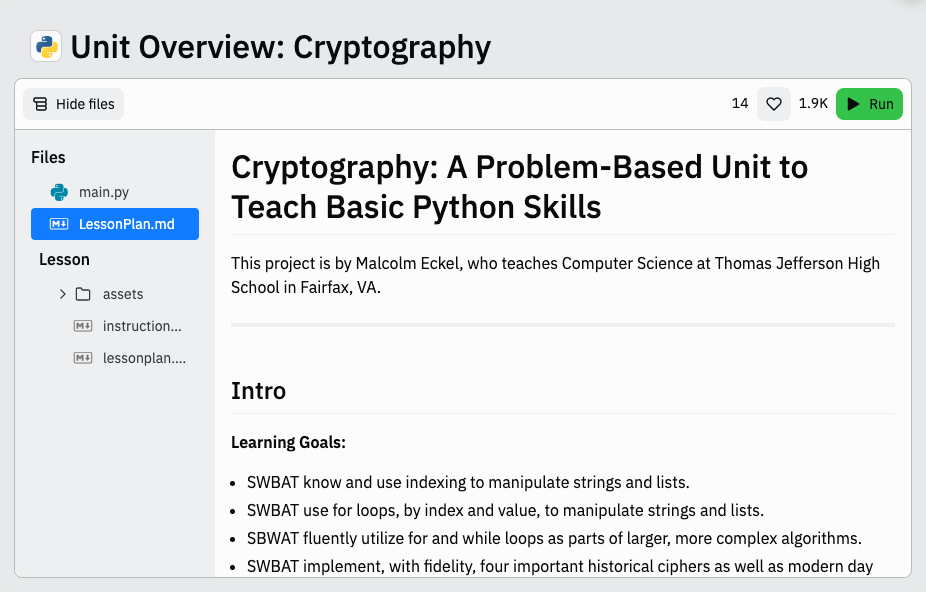 Unit Overview: Cryptography
Hide files
14
1.9K
Run
Files
main.py
LessonPlan.md
Lesson
assets
instruction...
lessonplan....
Cryptography: A Problem-Based Unit to
Teach Basic Python Skills
This project is by Malcolm Eckel, who teaches Computer Science at Thomas Jefferson High
School in Fairfax, VA.
Intro
Learning Goals:
• SWBAT know and use indexing to manipulate strings and lists.
• SWBAT use for loops, by index and value, to manipulate strings and lists.
• SBWAT fluently utilize for and while loops as parts of larger, more complex algorithms.
• SWBAT implement, with fidelity, four important historical ciphers as well as modern day